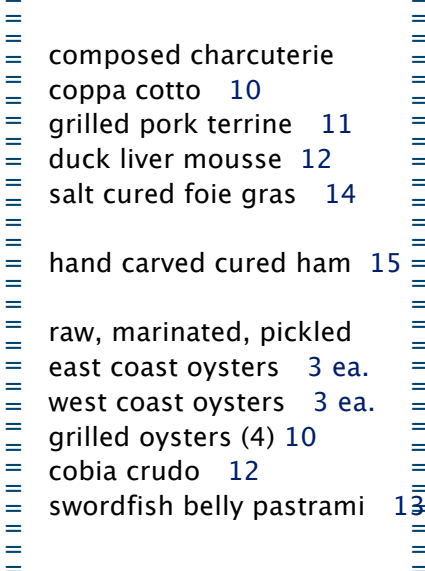 composed charcuterie
coppa cotto 10
grilled pork terrine 11
duck liver mousse 12
salt cured foie gras 14
hand carved cured ham 15
raw, marinated, pickled
east coast oysters 3 ea.
west coast oysters 3 ea.
grilled oysters (4) 10
cobia crudo 12
swordfish belly pastrami 13